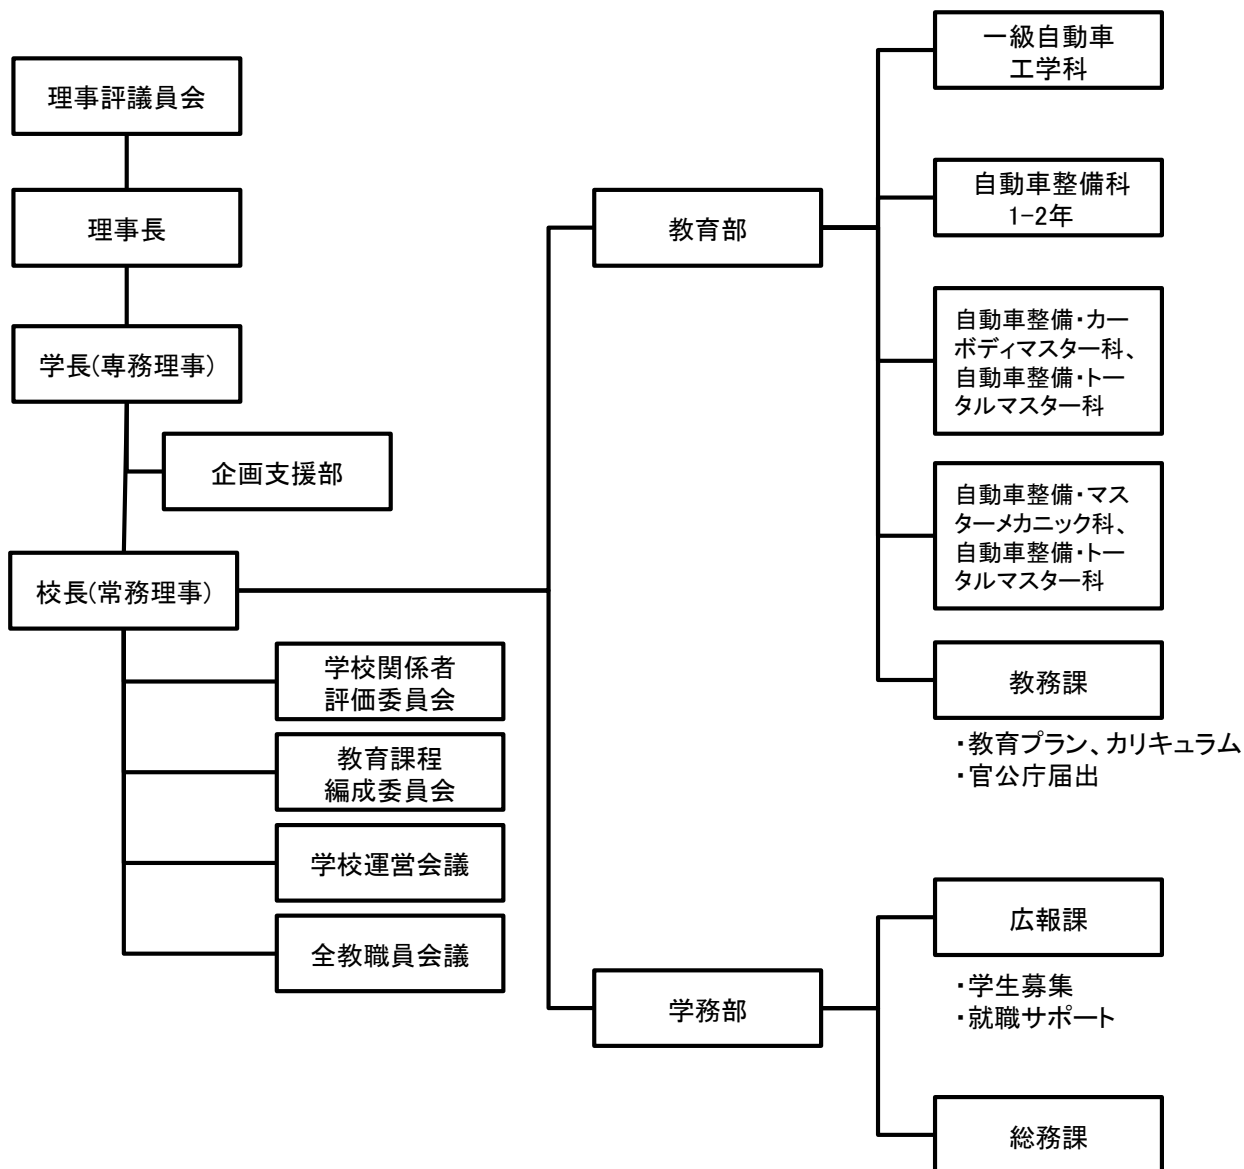 理事評議員会
理事長
学長(専務理事)
企画支援部
校長(常務理事)
学校関係者
評価委員会
教育課程
編成委員会
学校運営会議
全教職員会議
教育部
学務部
一級自動車
工学科
自動車整備科
1-2年
自動車整備・カー
ボディマスター科、
自動車整備・トー
タルマスター科
自動車整備・マス
ターメカニック科、
自動車整備・トー
タルマスター科
教務課
・教育プラン、カリキュラム
・官公庁届出
広報課
・学生募集
・就職サポート
総務課